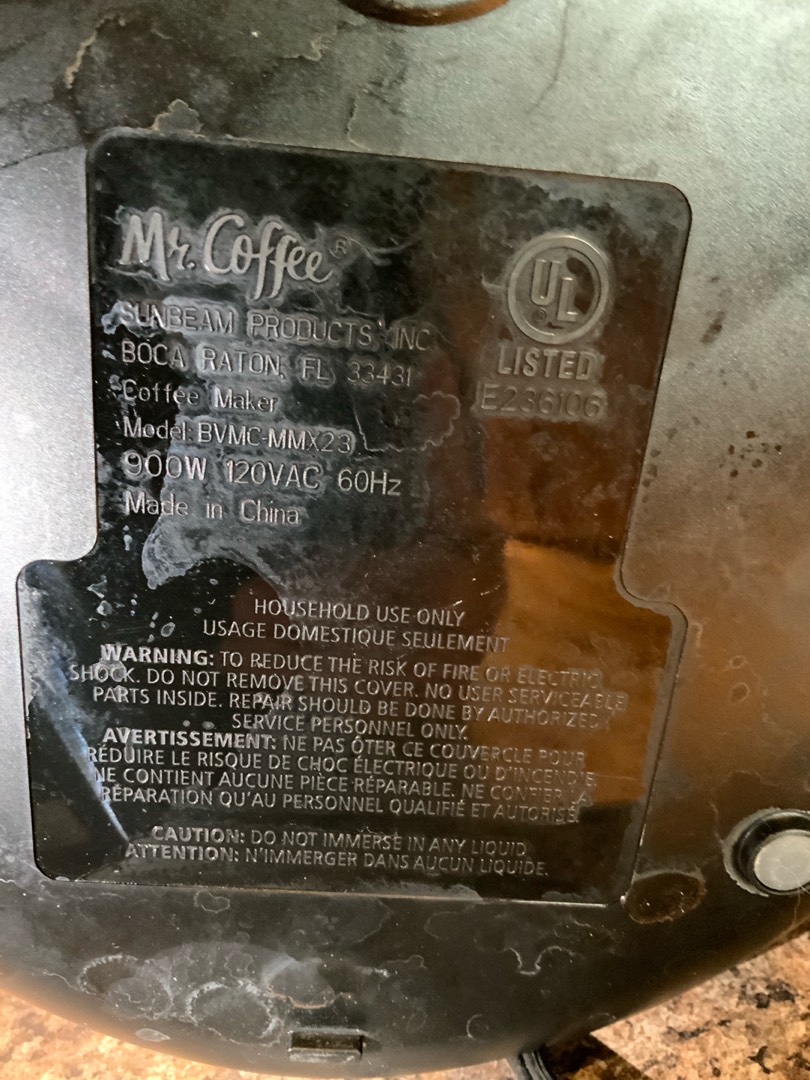 Mr. Coffee®
SUNBEAM PRODUCTS, INC
BOCA RATON, FL 33431
Coffee Maker
Model: BVMC-MMX23
900W 120VAC 60Hz
Made in China
UL
LISTED
E236106
HOUSEHOLD USE ONLY
USAGE DOMESTIQUE SEULEMENT
WARNING: TO REDUCE THE RISK OF FIRE OR ELECTRIC
SHOCK. DO NOT REMOVE THIS COVER. NO USER SERVICEABLE
PARTS INSIDE. REPAIR SHOULD BE DONE BY AUTHORIZED
SERVICE PERSONNEL ONLY.
AVERTISSEMENT: NE PAS ÔTER CE COUVERCLE POUR
RÉDUIRE LE RISQUE DE CHOC ÉLECTRIQUE OU D'INCENDIE
NE CONTIENT AUCUNE PIÈCE RÉPARABLE. NE CONFIER LA
RÉPARATION QU'AU PERSONNEL QUALIFIÉ ET AUTORISÉ.
CAUTION: DO NOT IMMERSE IN ANY LIQUID
ATTENTION: N'IMMERGER DANS AUCUN LIQUIDE.